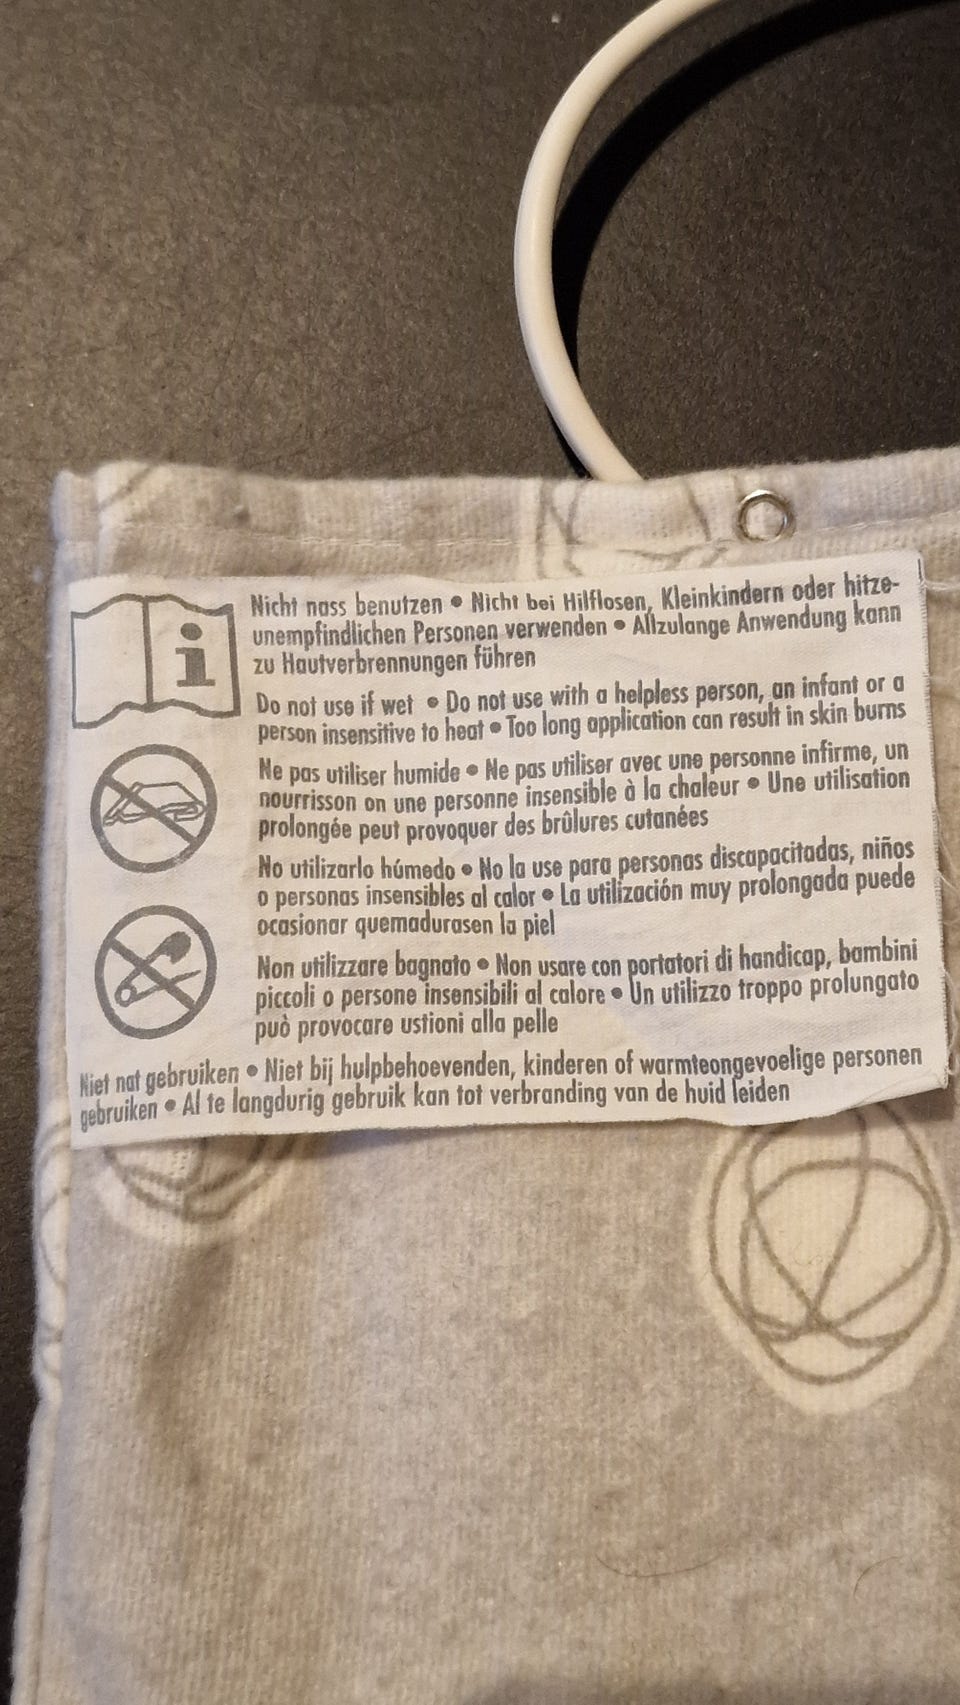 Nicht nass benutzen • Nicht bei Hilflosen, Kleinkindern oder hitze-
unempfindlichen Personen verwenden • Allzulange Anwendung kann
zu Hautverbrennungen führen
Do not use if wet • Do not use with a helpless person, an infant or a
person insensitive to heat • Too long application can result in skin burns
Ne pas utiliser humide • Ne pas utiliser avec une personne infirme, un
nourrisson on une personne insensible à la chaleur • Une utilisation
prolongée peut provoquer des brûlures cutanées
No utilizarlo húmedo • No la use para personas discapacitadas, niños
o personas insensibles al calor • La utilización muy prolongada puede
ocasionar quemadurasen la piel
Non utilizzare bagnato • Non usare con portatori di handicap, bambini
piccoli o persone insensibili al calore • Un utilizzo troppo prolungato
può provocare ustioni alla pelle
Niet nat gebruiken • Niet bij hulpbehoevenden, kinderen of warmteongevoelige personen
gebruiken • Al te langdurig gebruik kan tot verbranding van de huid leiden